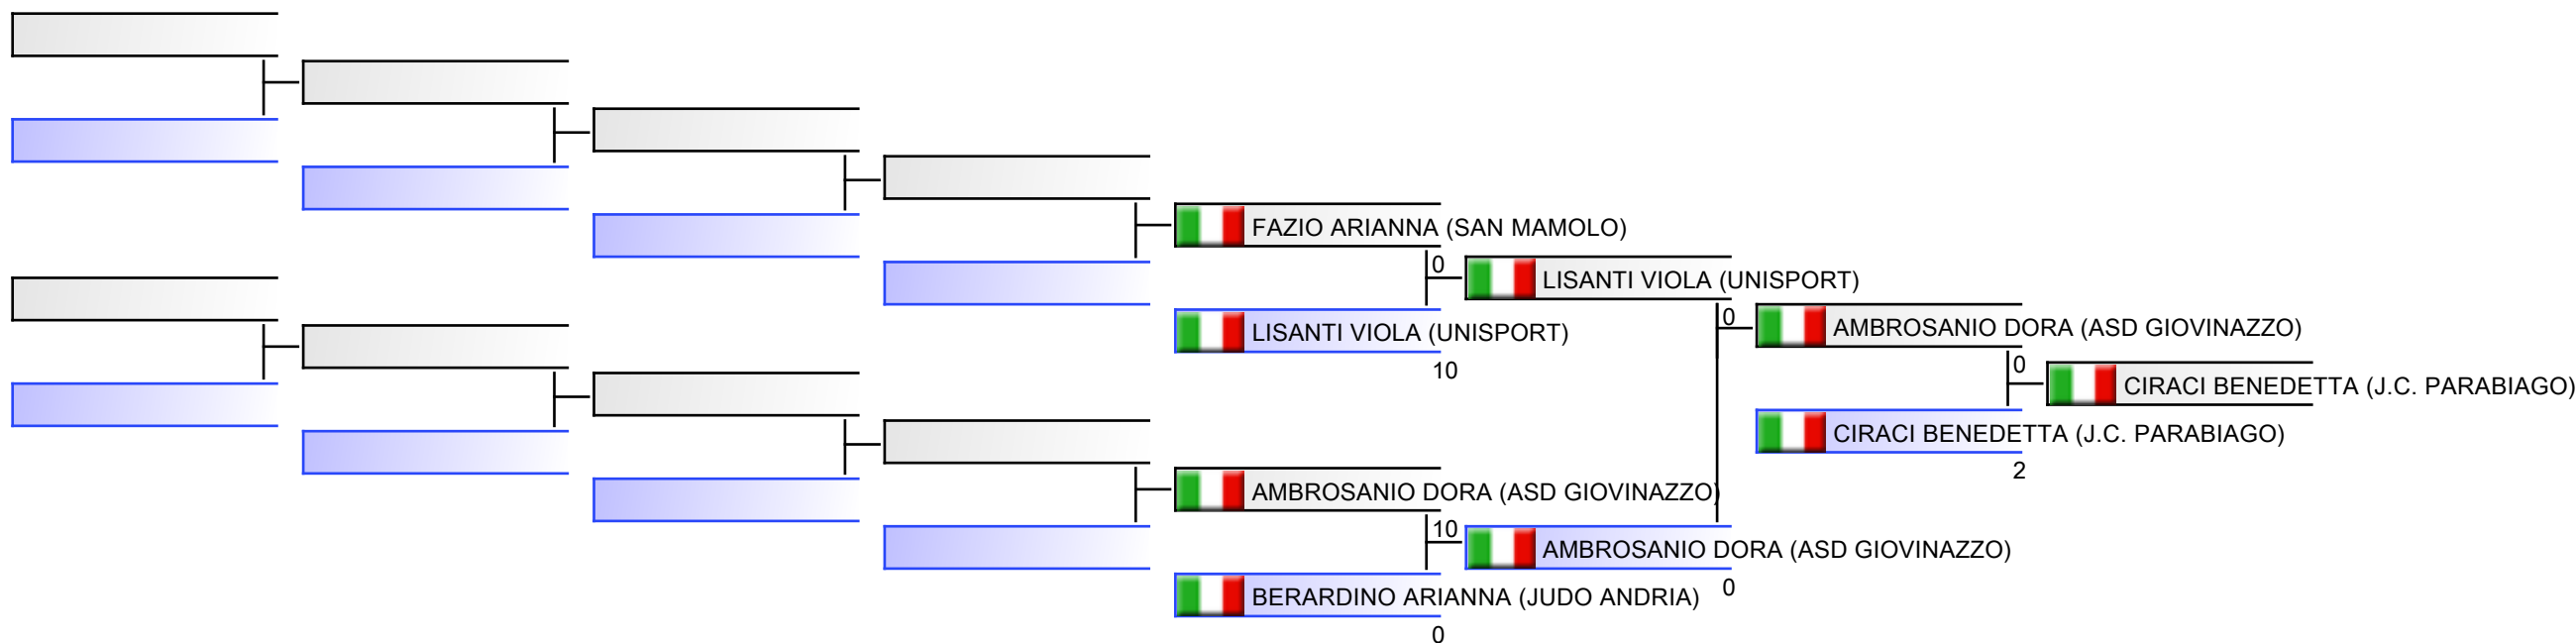 FAZIO ARIANNA (SAN MAMOLO)
0
LISANTI VIOLA (UNISPORT)
LISANTI VIOLA (UNISPORT)
10
0
AMBROSANIO DORA (ASD GIOVINAZZO)
0
CIRACI BENEDETTA (J.C. PARABIAGO)
CIRACI BENEDETTA (J.C. PARABIAGO)
2
AMBROSANIO DORA (ASD GIOVINAZZO)
10
AMBROSANIO DORA (ASD GIOVINAZZO)
0
BERARDINO ARIANNA (JUDO ANDRIA)
0